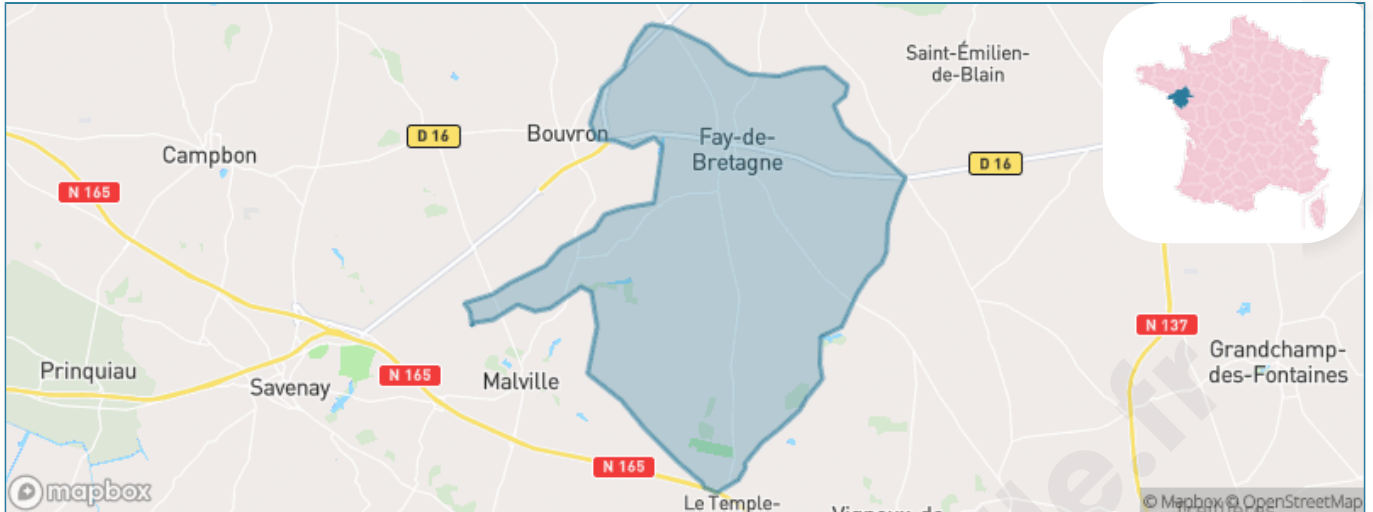 Saint-Émilien-
de-Blain
Bouvron
D 16
Fay-de-
Bretagne
Campbon
D 16
N 165
N 137
Grandchamp-
des-Fontaines
Prinquiau
Savenay
N 165
Malville
N 165
Le Temple-
mapbox
© Mapbox © OpenStreetMap